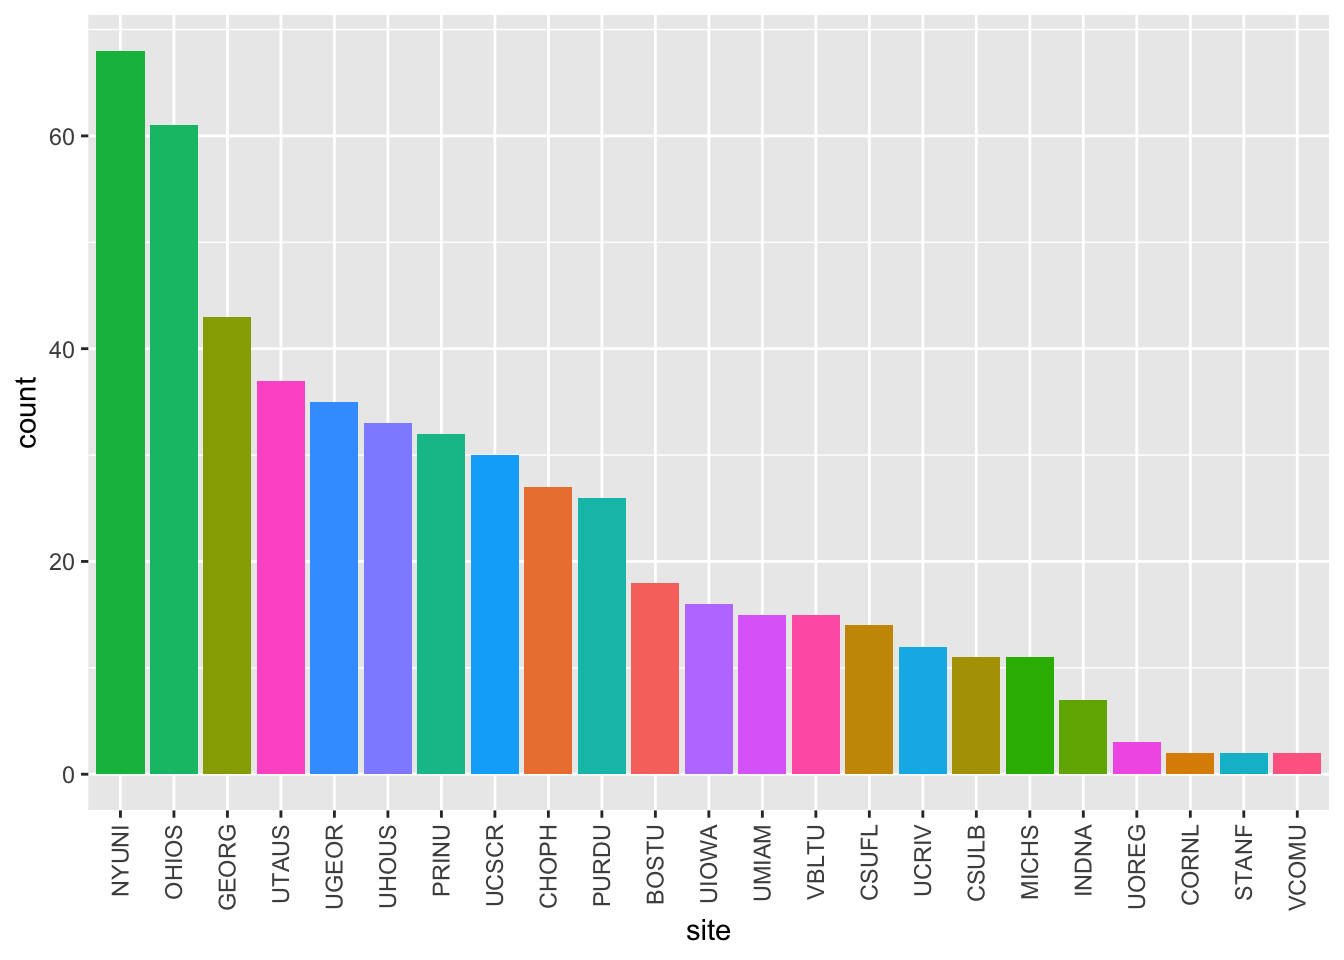 60
40
20
0
count
NYUNI
OHIOS
GEORG
UTAUS
UGEOR
UHOUS
PRINU
UCSCR
CHOPH
PURDU
BOSTU
UIOWA
UMIAM
VBLTU
CSUFL
UCRIV
CSULB
MICHS
INDNA
UOREG
CORNL
STANF
VCOMU
site